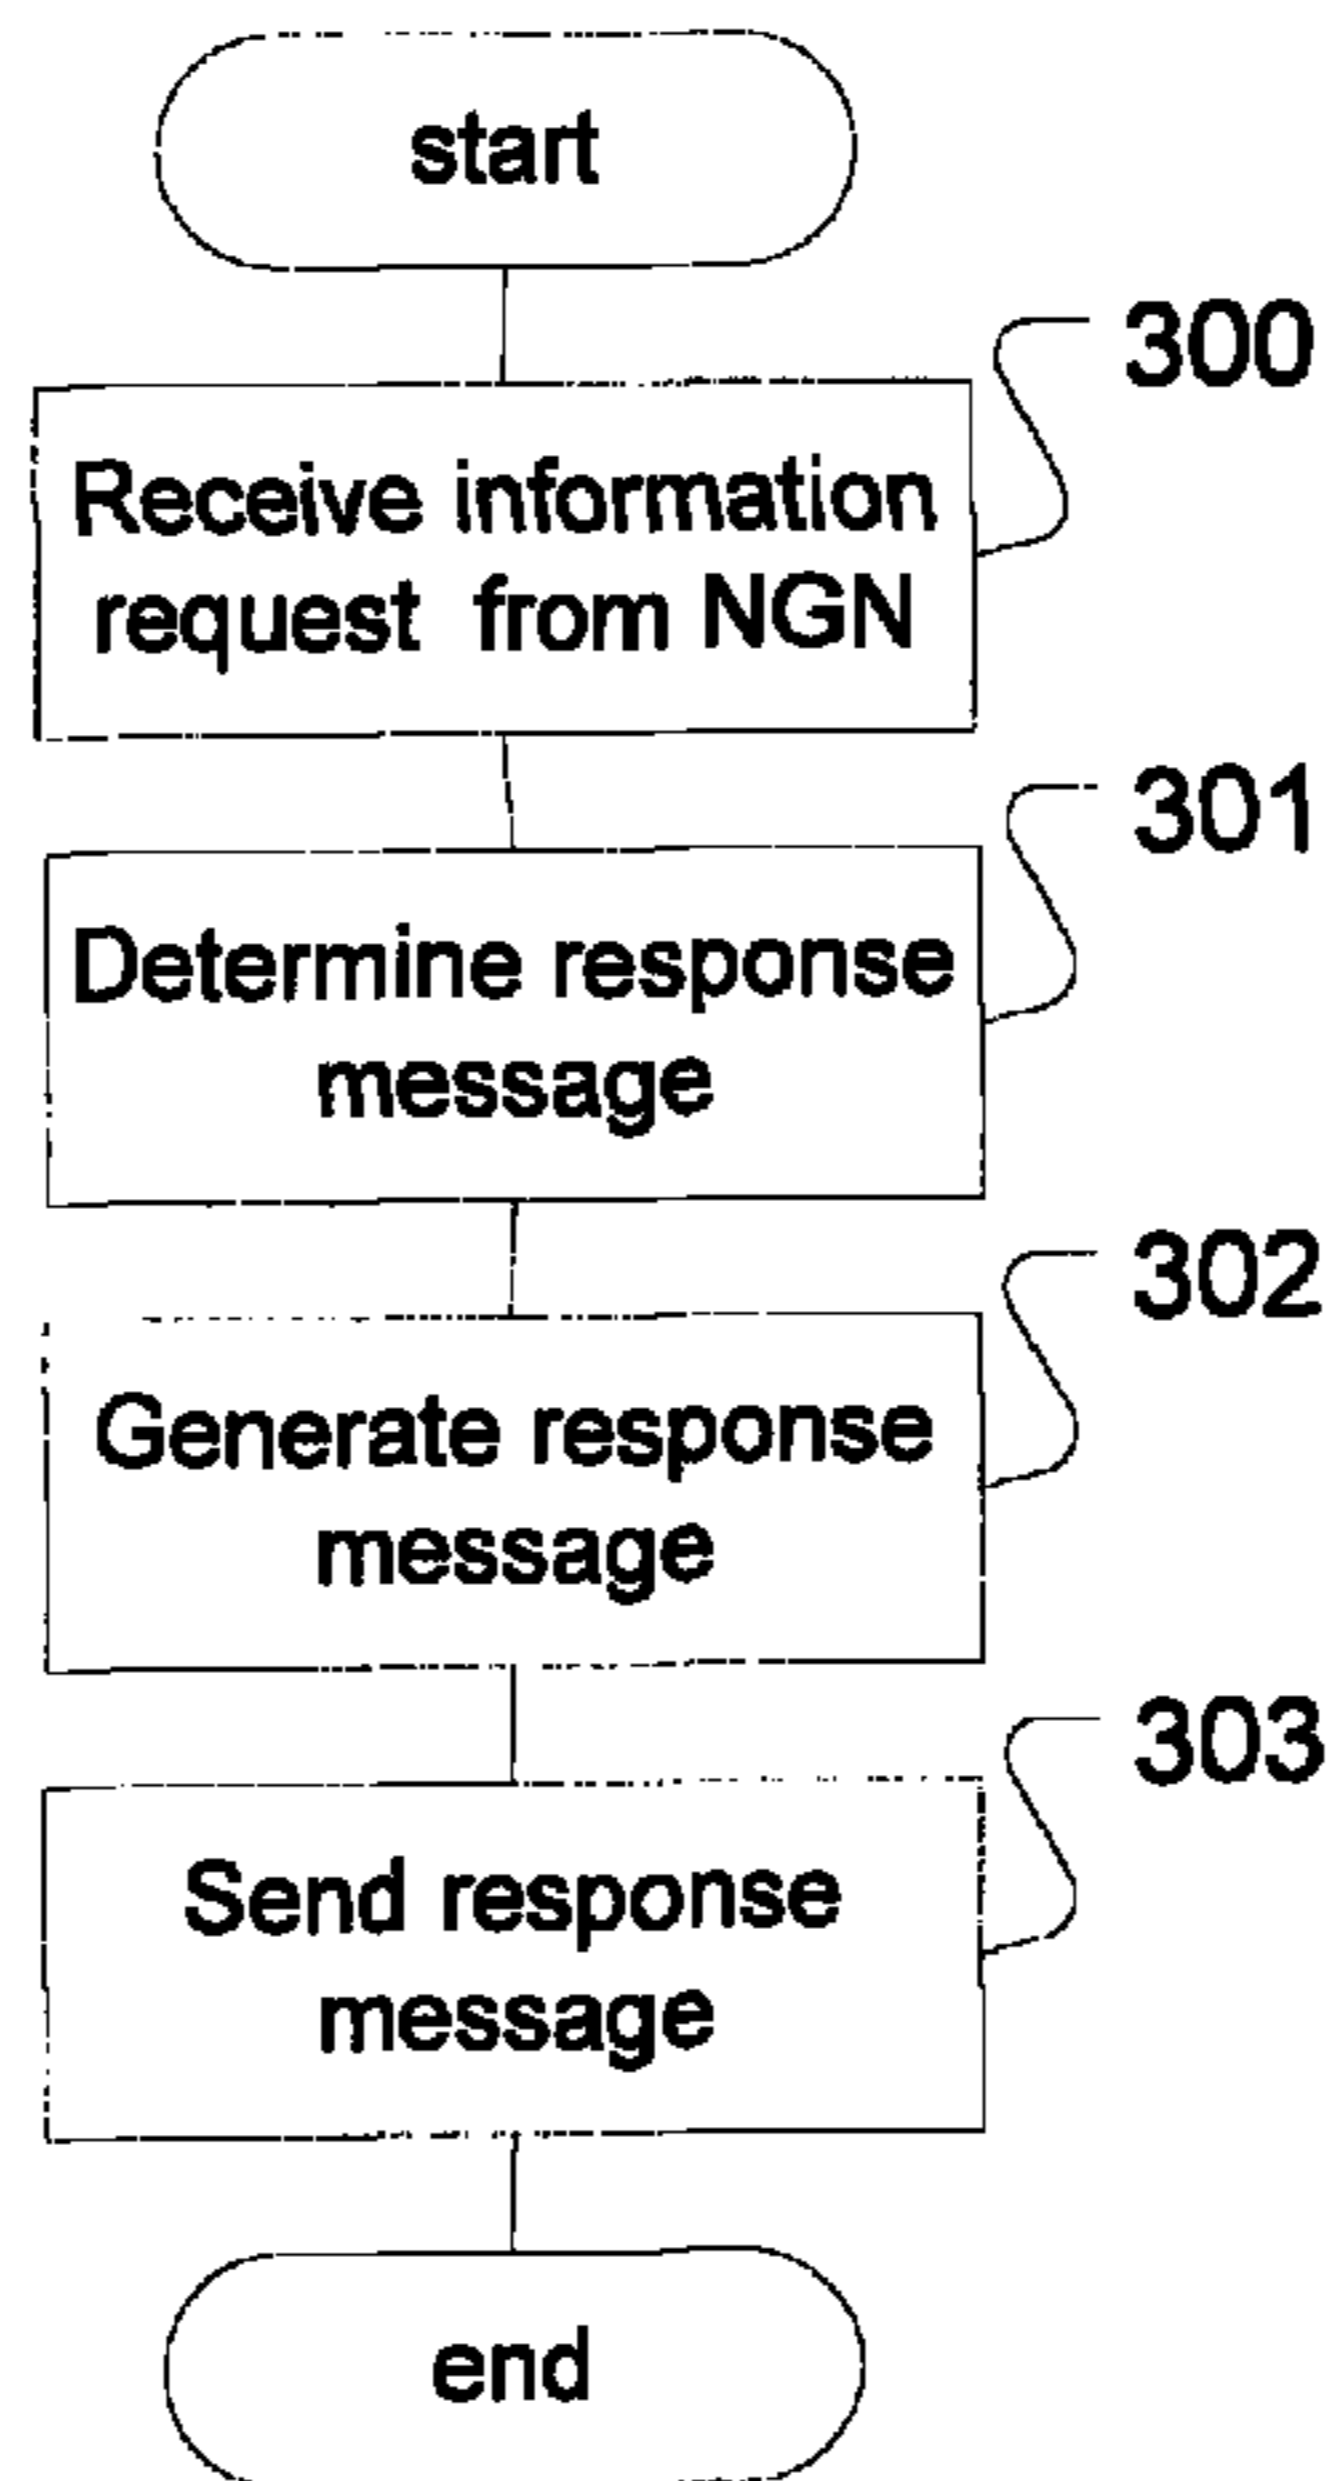 start
300
Receive information
request from NGN
301
Determine response
message
302
Generate response
message
303
Send response
message
end